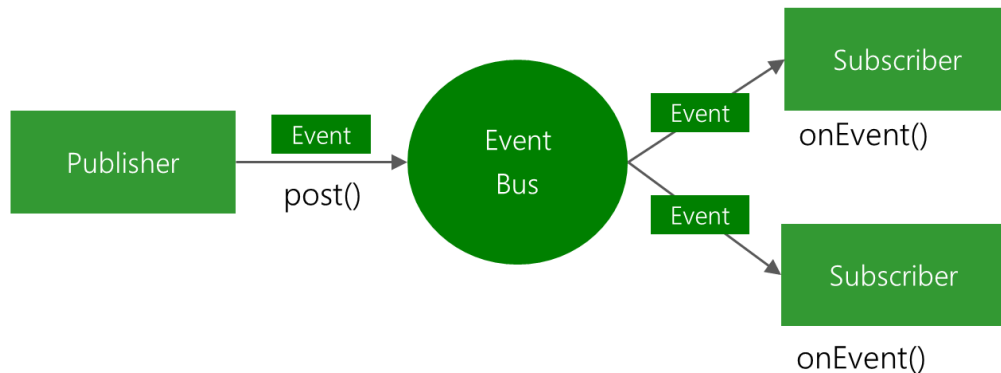 Publisher
Event
post()
Event
Bus
Event
Subscriber
onEvent()
Event
Subscriber
onEvent()